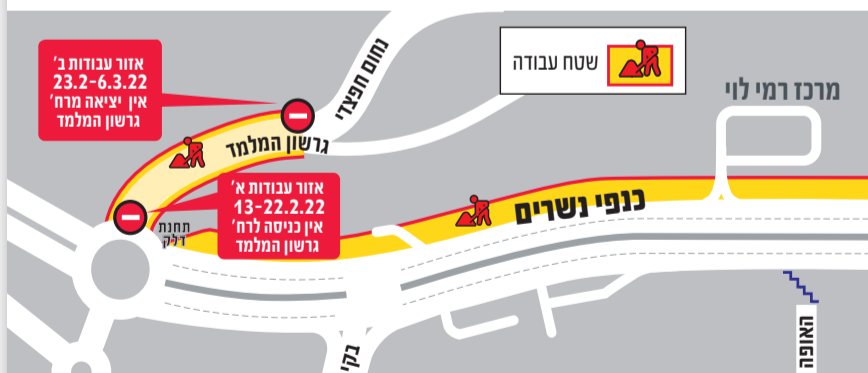 אזור עבודות ב'
23.2-6.3.22
אין יציאה מרח'
גרשון המלמד
נחום חפצדי
שטח עבודה
מרכז רמי לוי
גרשון המלמד
אזור עבודות א'
13-22.2.22
אין כניסה לרח'
גרשון המלמד
תחנת
דלק
כנפי נשרים
בקי
האופה